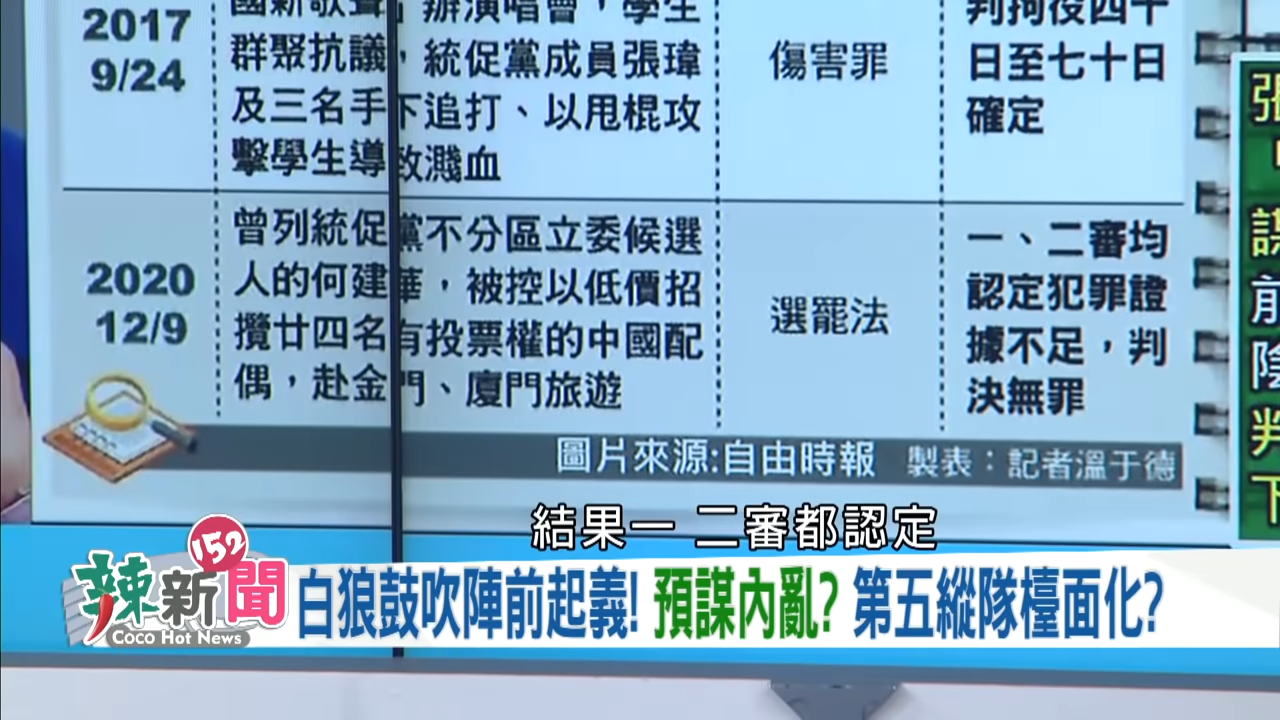 2017
9/24
國新歌聲」辦演唱會,學生
群聚抗議,統促黨成員張瑋
及三名手下追打、以甩棍攻
擊學生導致濺血
傷害罪
判拘役四十
日至七十日
確定
2020
12/9
曾列統促黨不分區立委候選
人的何建華,被控以低價招
攬廿四名有投票權的中國配
偶,赴金門、廈門旅遊
選罷法
一、二審均
認定犯罪證
據不足,判
決無罪
圖片來源:自由時報 製表:記者溫于德
張
謀
前
陰
判
下
結果一 二審都認定
152
辣新聞
Coco Hot News
白狼鼓吹陣前起義! 預謀內亂? 第五縱隊檯面化?